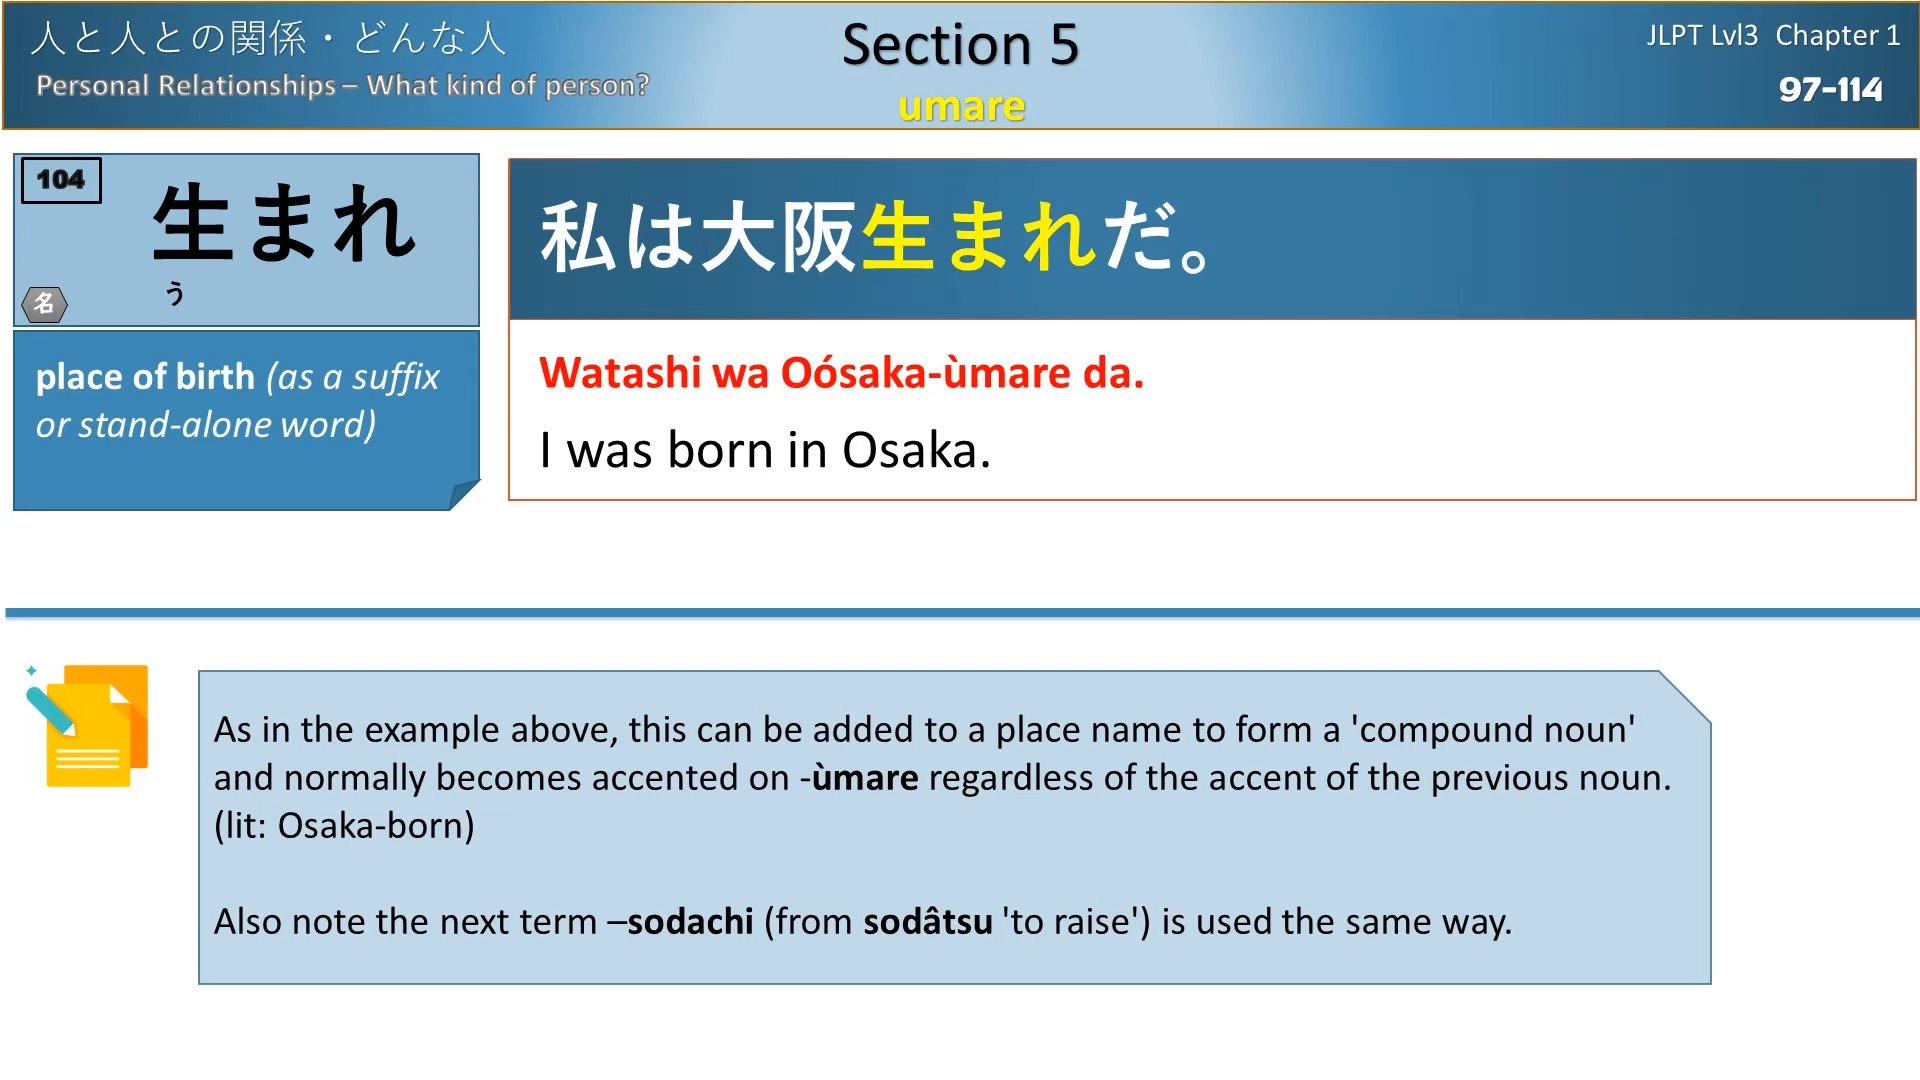 人と人との関係・どんな人
Personal Relationships – What kind of person?
Section 5
umare
JLPT Lvl3 Chapter 1
97-114
104
生まれ
う
名
place of birth (as a suffix
or stand-alone word)
私は大阪生まれだ。
Watashi wa Oósaka-ùmare da.
I was born in Osaka.
As in the example above, this can be added to a place name to form a 'compound noun'
and normally becomes accented on -ùmare regardless of the accent of the previous noun.
(lit: Osaka-born)
Also note the next term –sodachi (from sodâtsu 'to raise') is used the same way.